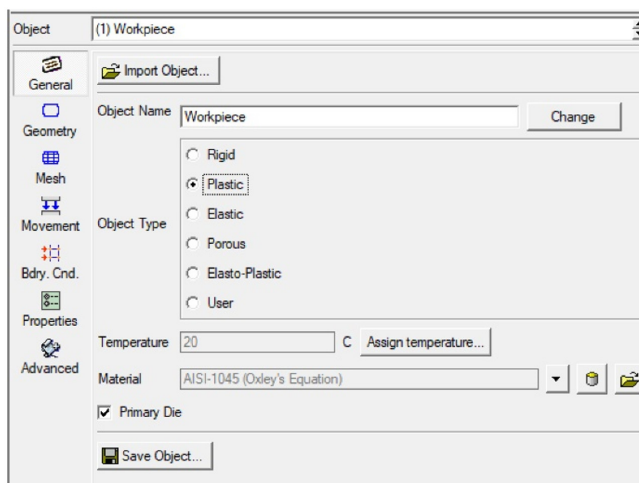 Object
(1) Workpiece
General
Geometry
Mesh
Movement
Bdry. Cnd.
Properties
Advanced
Import Object...
Object Name
Workpiece
Change
Object Type
Rigid
Plastic
Elastic
Porous
Elasto-Plastic
User
Temperature
20
C
Assign temperature...
Material
AISI-1045 (Oxley's Equation)
Primary Die
Save Object...